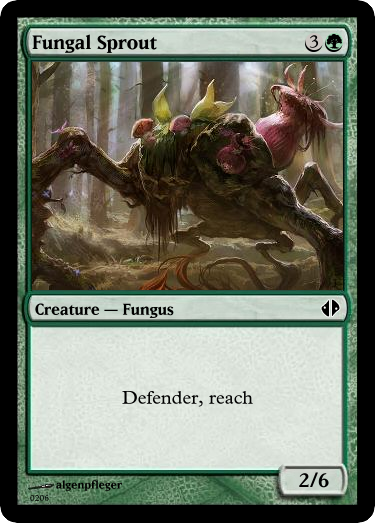 Fungal Sprout 3
Creature — Fungus
Defender, reach
2/6
algenpfleger
0206